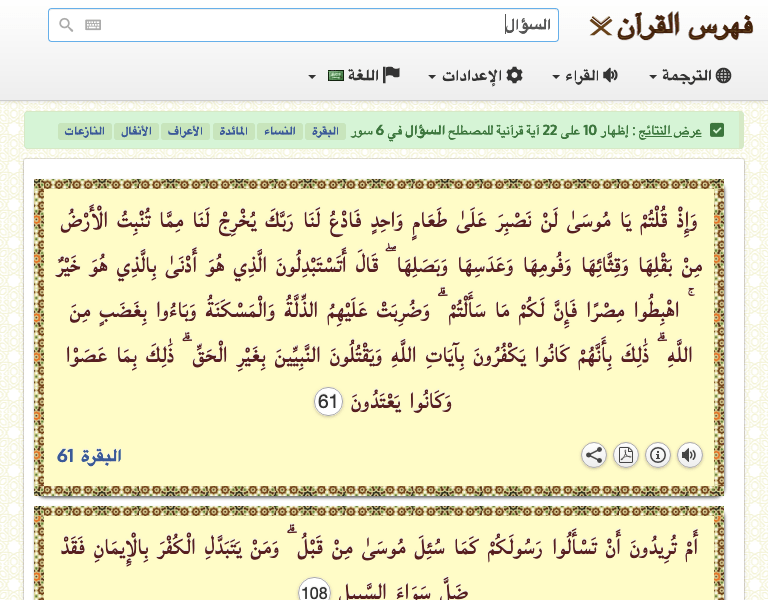 فهرس القرآن
السؤال
الترجمة
القراء
الإعدادات
اللغة
عرض النتائج : إظهار 10 على 22 آية قرآنية للمصطلح السؤال في 6 سور البقرة النساء المائدة الأعراف الأنفال النازعات
وَإِذْ قُلْتُمْ يَا مُوسَىٰ لَنْ نَصْبِرَ عَلَىٰ طَعَامٍ وَاحِدٍ فَادْعُ لَنَا رَبَّكَ يُخْرِجْ لَنَا مِمَّا تُنْبِتُ الْأَرْضُ
مِنْ بَقْلِهَا وَقِثَّائِهَا وَفُومِهَا وَعَدَسِهَا وَبَصَلِهَا ۖ قَالَ أَتَسْتَبْدِلُونَ الَّذِي هُوَ أَدْنَىٰ بِالَّذِي هُوَ خَيْرٌ
ۚ اهْبِطُوا مِصْرًا فَإِنَّ لَكُمْ مَا سَأَلْتُمْ ۗ وَضُرِبَتْ عَلَيْهِمُ الذِّلَّةُ وَالْمَسْكَنَةُ وَبَاءُوا بِغَضَبٍ مِنَ
اللَّهِ ۗ ذَٰلِكَ بِأَنَّهُمْ كَانُوا يَكْفُرُونَ بِآيَاتِ اللَّهِ وَيَقْتُلُونَ النَّبِيِّينَ بِغَيْرِ الْحَقِّ ۗ ذَٰلِكَ بِمَا عَصَوْا
وَكَانُوا يَعْتَدُونَ 61
البقرة 61
أَمْ تُرِيدُونَ أَنْ تَسْأَلُوا رَسُولَكُمْ كَمَا سُئِلَ مُوسَىٰ مِنْ قَبْلُ ۗ وَمَنْ يَتَبَدَّلِ الْكُفْرَ بِالْإِيمَانِ فَقَدْ
ضَلَّ سَوَاءَ السَّبِيلِ 108